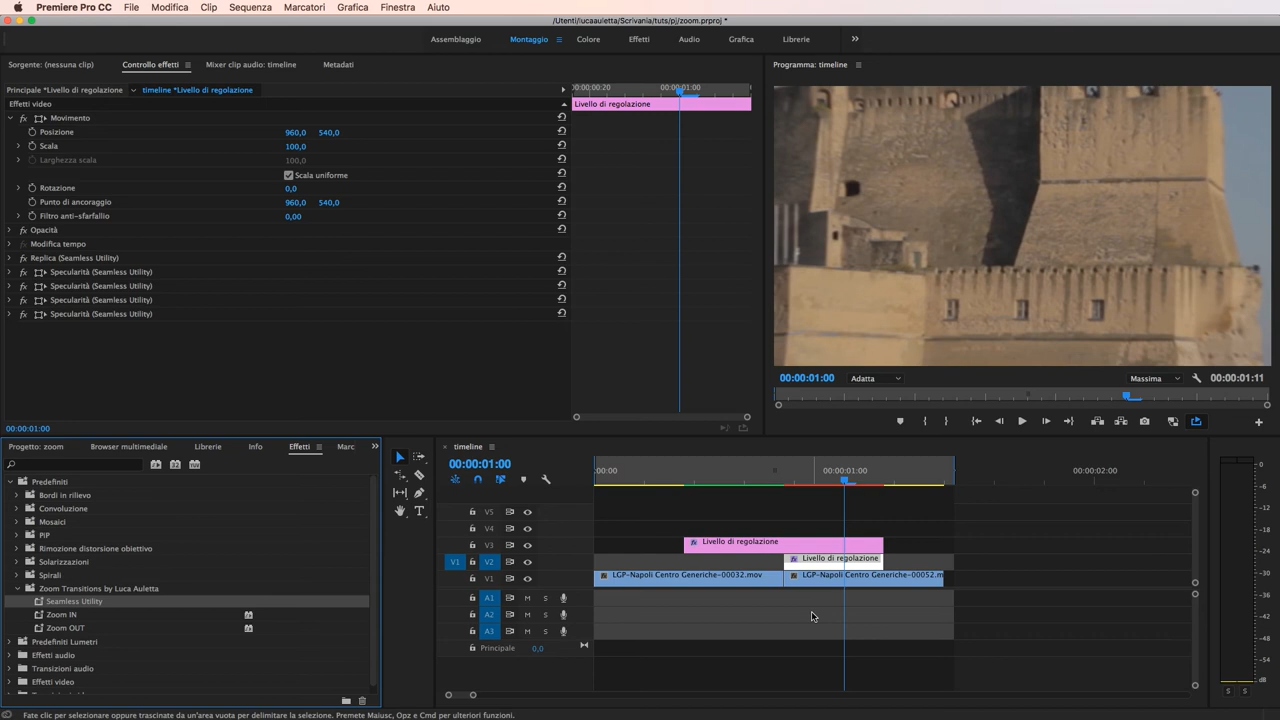 Premiere Pro CC File Modifica Clip Sequenza Marcatori Grafica Finestra Aiuto
/Utenti/lucaauletta/Scrivania/tuts/pj/zoom.prproj *
Assemblaggio Montaggio Colore Effetti Audio Grafica Librerie
Sorgente: (nessuna clip) Controllo effetti Mixer clip audio: timeline Metadati
Programma: timeline
Principale *Livello di regolazione timeline *Livello di regolazione
00:00:00:20 00:00:01:00
Effetti video
Livello di regolazione
Movimento
Posizione 960,0 540,0
Scala 100,0
Larghezza scala 100,0
Scala uniforme
Rotazione 0,0
Punto di ancoraggio 960,0 540,0
Filtro anti-sfarfallio 0,00
Opacità
Modifica tempo
Replica (Seamless Utility)
Specularità (Seamless Utility)
Specularità (Seamless Utility)
Specularità (Seamless Utility)
Specularità (Seamless Utility)
00:00:01:00 Adatta Massima 00:00:01:11
00:00:01:00
Progetto: zoom Browser multimediale Librerie Info Effetti Marc
Predefiniti
Bordi in rilievo
Convoluzione
Mosaici
PiP
Rimozione distorsione obiettivo
Solarizzazioni
Spirali
Zoom Transitions by Luca Auletta
Seamless Utility
Zoom IN
Zoom OUT
Predefiniti Lumetri
Effetti audio
Transizioni audio
Effetti video
timeline
00:00:01:00
:00:00 00:00:01:00 00:00:02:00
V5
V4
V3 Livello di regolazione
V1 V2 Livello di regolazione
V1 LGP-Napoli Centro Generiche-00032.mov LGP-Napoli Centro Generiche-00052.m
A1 M S
A2 M S
A3 M S
Principale 0,0
0
-6
-12
-18
-24
-30
-36
-42
-48
-54
dB
S S
Fate clic per selezionare oppure trascinate da un'area vuota per delimitare la selezione. Premete Maiusc, Opz e Cmd per ulteriori funzioni.